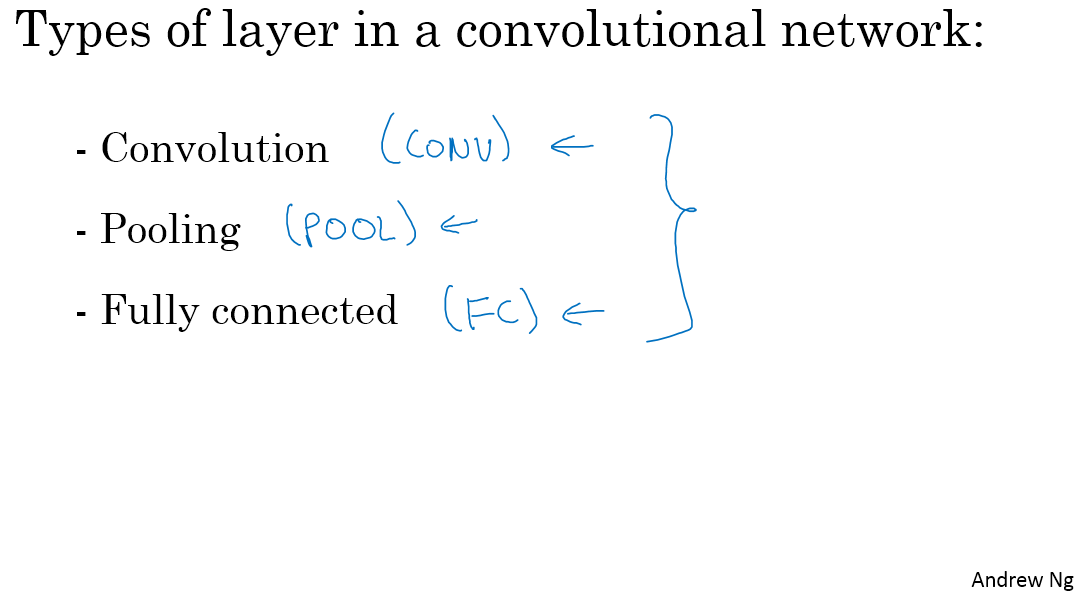 Types of layer in a convolutional network:
- Convolution (CONV) ←
- Pooling (POOL) ←
- Fully connected (FC) ←
Andrew Ng